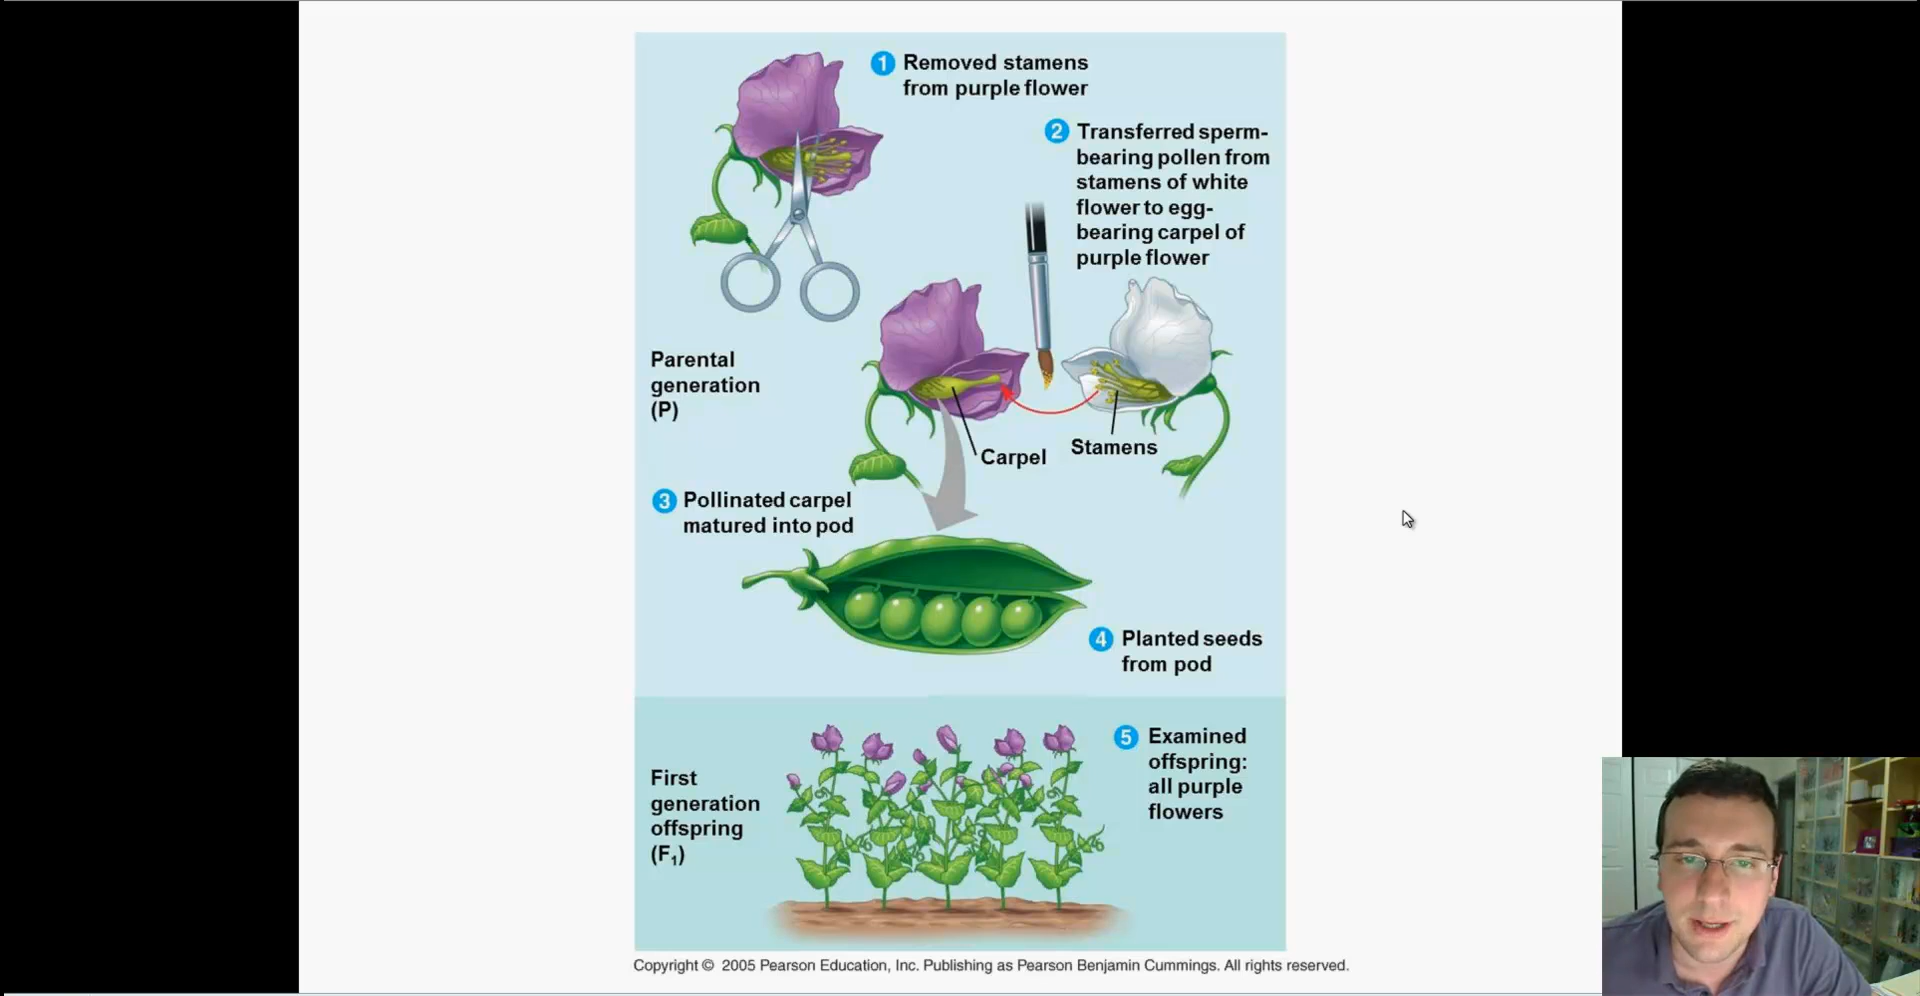 1 Removed stamens
from purple flower
2 Transferred sperm-
bearing pollen from
stamens of white
flower to egg-
bearing carpel of
purple flower
Parental
generation
(P)
Carpel
Stamens
3 Pollinated carpel
matured into pod
4 Planted seeds
from pod
First
generation
offspring
(F₁)
5 Examined
offspring:
all purple
flowers
Copyright © 2005 Pearson Education, Inc. Publishing as Pearson Benjamin Cummings. All rights reserved.